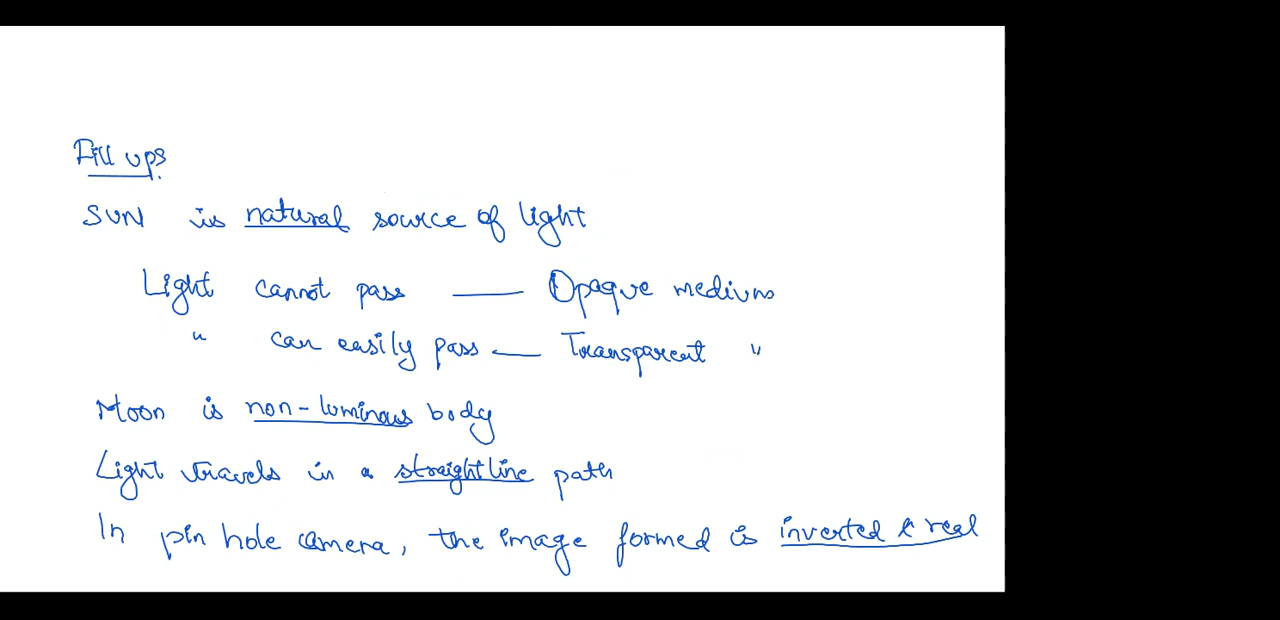 Fill ups
SUN is natural source of light
Light cannot pass —— Opaque medium
" can easily pass —— Transparent "
Moon is non-luminous body
Light travels in a straight line path
In pin hole camera, the image formed is inverted & real